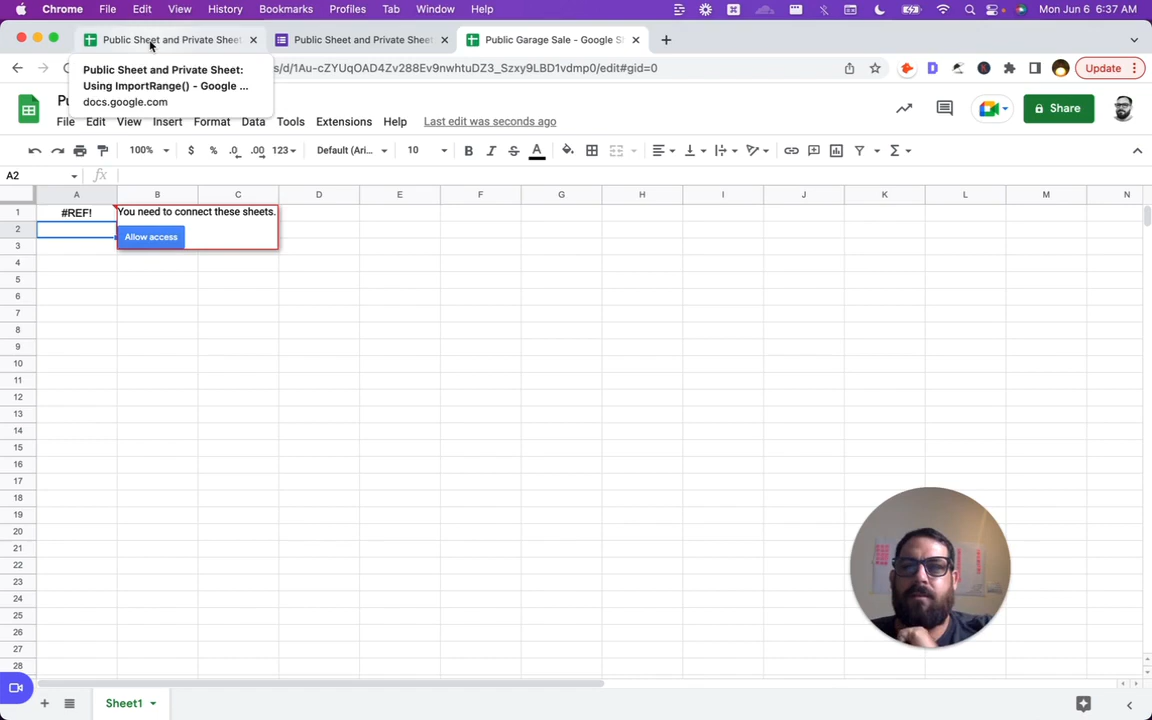 Chrome File Edit View History Bookmarks Profiles Tab Window Help Mon Jun 6 6:37 AM
Public Sheet and Private Sheet Public Sheet and Private Sheet Public Garage Sale - Google S
s/d/1Au-cZYUqOAD4Zv288Ev9nwhtuDZ3_Szxy9LBD1vdmp0/edit#gid=0 Update
Public Sheet and Private Sheet:
Using ImportRange() - Google ...
docs.google.com
Pu
Share
File Edit View Insert Format Data Tools Extensions Help Last edit was seconds ago
100% $ % .0 .00 123 Default (Ari... 10 B I S A
A2 fx
A B C D E F G H I J K L M N
1 #REF! You need to connect these sheets.
2 Allow access
3
4
5
6
7
8
9
10
11
12
13
14
15
16
17
18
19
20
21
22
23
24
25
26
27
28
Sheet1